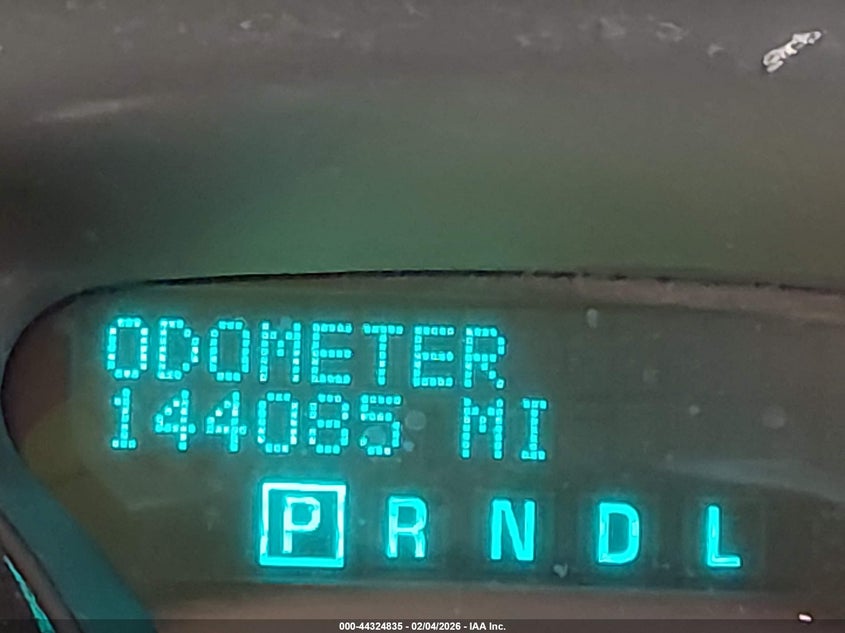 ODOMETER
144085 MI
P R N D L
000-44324835 - 02/04/2026 - IAA Inc.